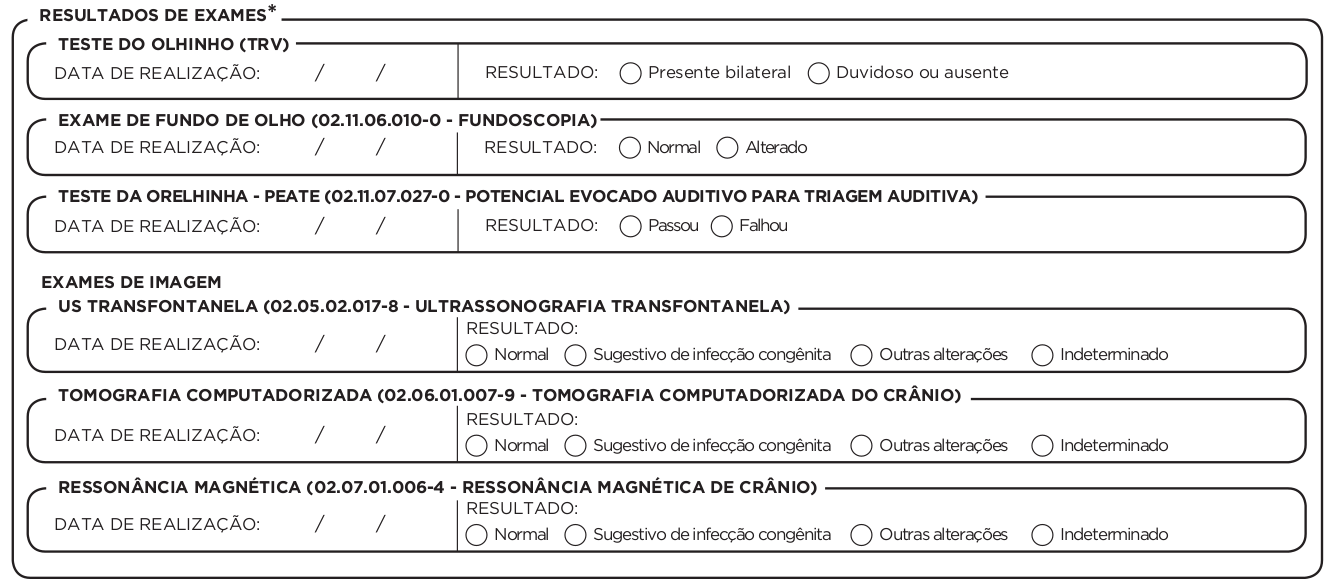 RESULTADOS DE EXAMES*
TESTE DO OLHINHO (TRV)
DATA DE REALIZAÇÃO: / / RESULTADO: Presente bilateral Duvidoso ou ausente
EXAME DE FUNDO DE OLHO (02.11.06.010-0 - FUNDOSCOPIA)
DATA DE REALIZAÇÃO: / / RESULTADO: Normal Alterado
TESTE DA ORELHINHA - PEATE (02.11.07.027-0 - POTENCIAL EVOCADO AUDITIVO PARA TRIAGEM AUDITIVA)
DATA DE REALIZAÇÃO: / / RESULTADO: Passou Falhou
EXAMES DE IMAGEM
US TRANSFONTANELA (02.05.02.017-8 - ULTRASSONOGRAFIA TRANSFONTANELA)
DATA DE REALIZAÇÃO: / / RESULTADO:
Normal Sugestivo de infecção congênita Outras alterações Indeterminado
TOMOGRAFIA COMPUTADORIZADA (02.06.01.007-9 - TOMOGRAFIA COMPUTADORIZADA DO CRÂNIO)
DATA DE REALIZAÇÃO: / / RESULTADO:
Normal Sugestivo de infecção congênita Outras alterações Indeterminado
RESSONÂNCIA MAGNÉTICA (02.07.01.006-4 - RESSONÂNCIA MAGNÉTICA DE CRÂNIO)
DATA DE REALIZAÇÃO: / / RESULTADO:
Normal Sugestivo de infecção congênita Outras alterações Indeterminado